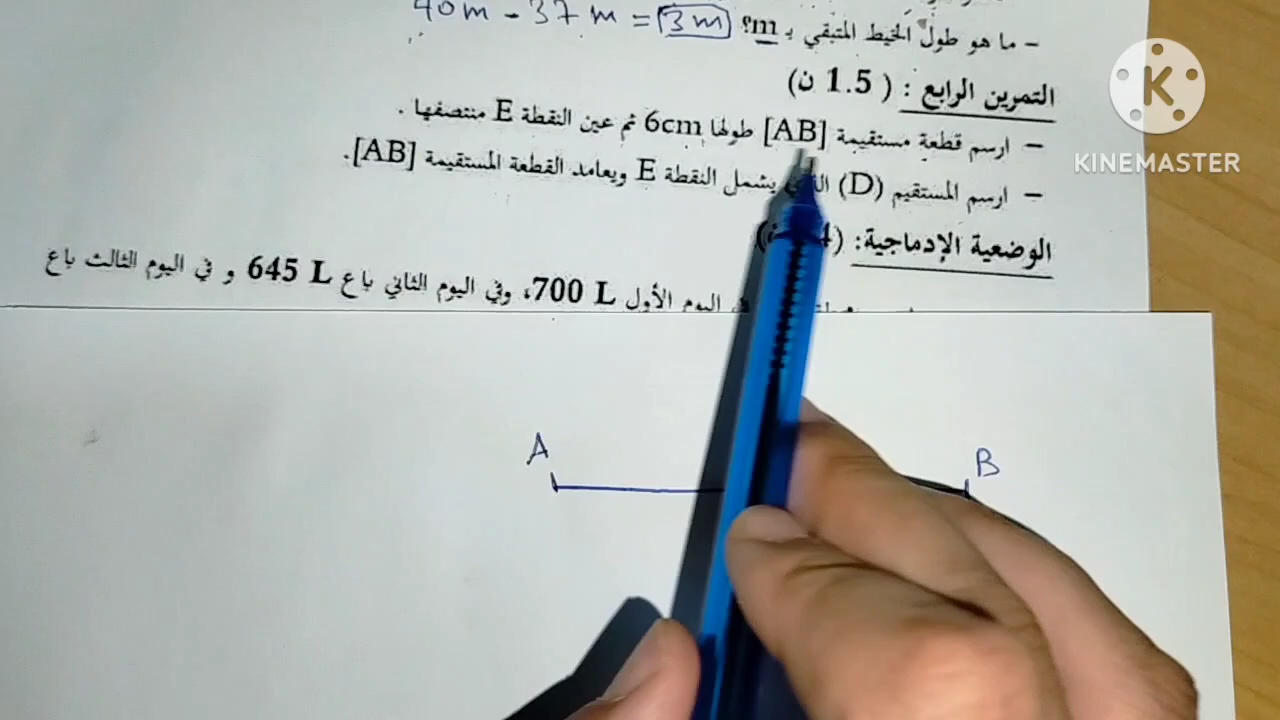 40m - 37m = 3m
- ما هو طول الخيط المتبقي بـ m؟
التمرين الرابع : ( 1.5 ن)
- ارسم قطعة مستقيمة [AB] طولها 6cm ثم عين النقطة E منتصفها .
- ارسم المستقيم (D) يشمل النقطة E ويعامد القطعة المستقيمة [AB].
الوضعية الإدماجية: (4
اليوم الأول 700 L، وفي اليوم الثاني باع 645 L و في اليوم الثالث باع
A
B
K
KINEMASTER